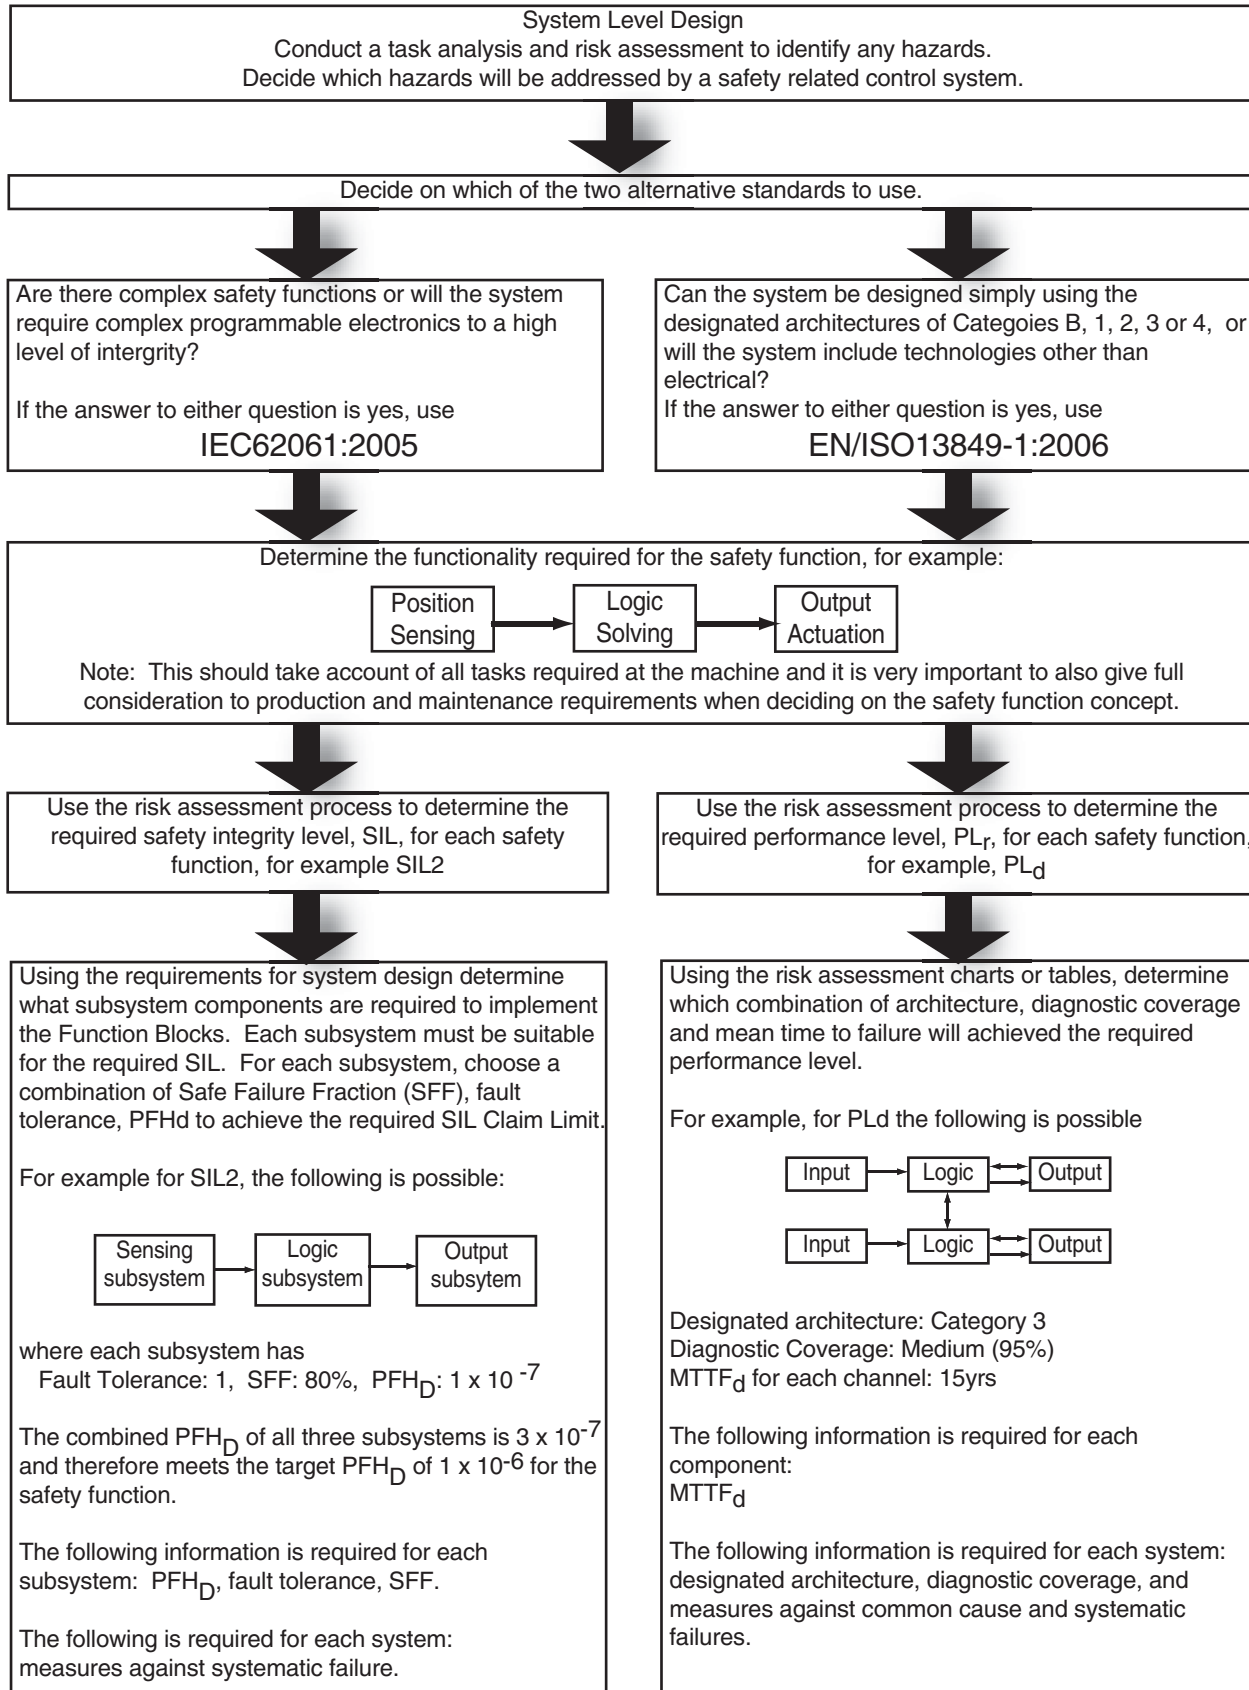 System Level Design
Conduct a task analysis and risk assessment to identify any hazards.
Decide which hazards will be addressed by a safety related control system.
Decide on which of the two alternative standards to use.
Are there complex safety functions or will the system
require complex programmable electronics to a high
level of intergrity?
If the answer to either question is yes, use
IEC62061:2005
Can the system be designed simply using the
designated architectures of Categoies B, 1, 2, 3 or 4, or
will the system include technologies other than
electrical?
If the answer to either question is yes, use
EN/ISO13849-1:2006
Determine the functionality required for the safety function, for example:
Position
Sensing
Logic
Solving
Output
Actuation
Note: This should take account of all tasks required at the machine and it is very important to also give full
consideration to production and maintenance requirements when deciding on the safety function concept.
Use the risk assessment process to determine the
required safety integrity level, SIL, for each safety
function, for example SIL2
Use the risk assessment process to determine the
required performance level, PLr, for each safety function,
for example, PLd
Using the requirements for system design determine
what subsystem components are required to implement
the Function Blocks. Each subsystem must be suitable
for the required SIL. For each subsystem, choose a
combination of Safe Failure Fraction (SFF), fault
tolerance, PFHd to achieve the required SIL Claim Limit.
For example for SIL2, the following is possible:
Sensing
subsystem
Logic
subsystem
Output
subsytem
where each subsystem has
Fault Tolerance: 1, SFF: 80%, PFHD: 1 x 10 -7
The combined PFHD of all three subsystems is 3 x 10-7
and therefore meets the target PFHD of 1 x 10-6 for the
safety function.
The following information is required for each
subsystem: PFHD, fault tolerance, SFF.
The following is required for each system:
measures against systematic failure.
Using the risk assessment charts or tables, determine
which combination of architecture, diagnostic coverage
and mean time to failure will achieved the required
performance level.
For example, for PLd the following is possible
Input
Logic
Output
Input
Logic
Output
Designated architecture: Category 3
Diagnostic Coverage: Medium (95%)
MTTFd for each channel: 15yrs
The following information is required for each
component:
MTTFd
The following information is required for each system:
designated architecture, diagnostic coverage, and
measures against common cause and systematic
failures.